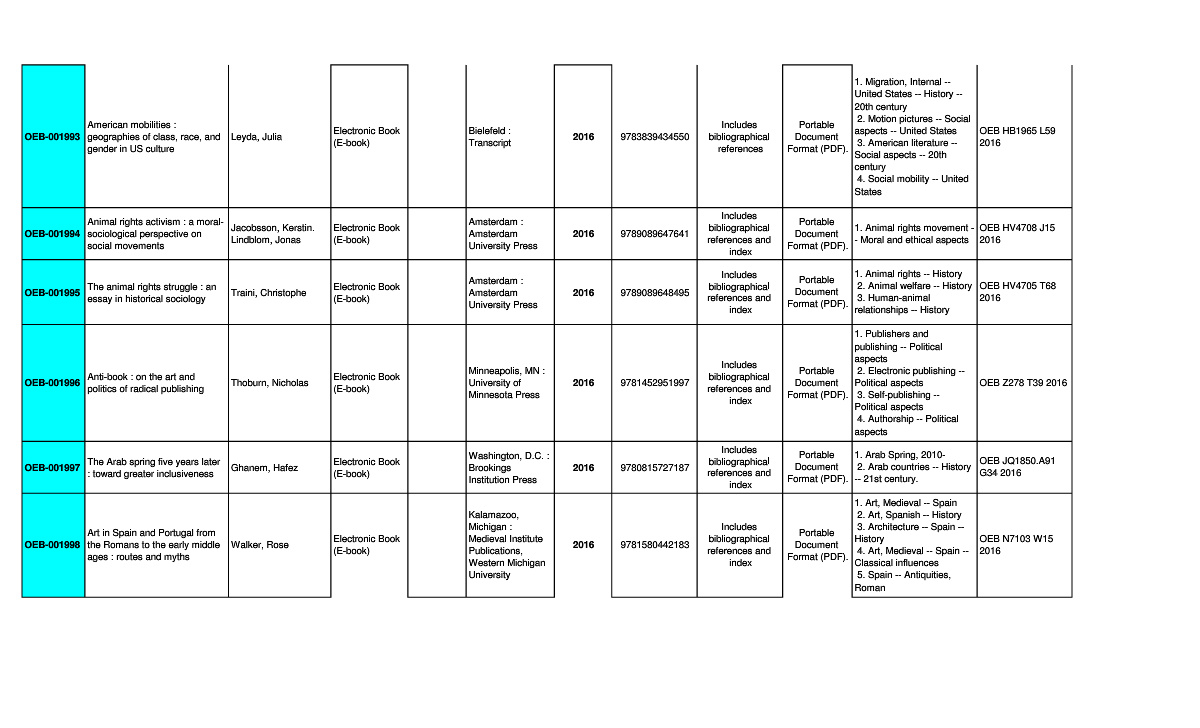 OEB-001993
American mobilities :
geographies of class, race, and
gender in US culture
Leyda, Julia
Electronic Book
(E-book)
Bielefeld :
Transcript
2016
9783839434550
Includes
bibliographical
references
Portable
Document
Format (PDF).
1. Migration, Internal --
United States -- History --
20th century
2. Motion pictures -- Social
aspects -- United States
3. American literature --
Social aspects -- 20th
century
4. Social mobility -- United
States
OEB HB1965 L59
2016
OEB-001994
Animal rights activism : a moral-
sociological perspective on
social movements
Jacobsson, Kerstin.
Lindblom, Jonas
Electronic Book
(E-book)
Amsterdam :
Amsterdam
University Press
2016
9789089647641
Includes
bibliographical
references and
index
Portable
Document
Format (PDF).
1. Animal rights movement -
- Moral and ethical aspects
OEB HV4708 J15
2016
OEB-001995
The animal rights struggle : an
essay in historical sociology
Traini, Christophe
Electronic Book
(E-book)
Amsterdam :
Amsterdam
University Press
2016
9789089648495
Includes
bibliographical
references and
index
Portable
Document
Format (PDF).
1. Animal rights -- History
2. Animal welfare -- History
3. Human-animal
relationships -- History
OEB HV4705 T68
2016
OEB-001996
Anti-book : on the art and
politics of radical publishing
Thoburn, Nicholas
Electronic Book
(E-book)
Minneapolis, MN :
University of
Minnesota Press
2016
9781452951997
Includes
bibliographical
references and
index
Portable
Document
Format (PDF).
1. Publishers and
publishing -- Political
aspects
2. Electronic publishing --
Political aspects
3. Self-publishing --
Political aspects
4. Authorship -- Political
aspects
OEB Z278 T39 2016
OEB-001997
The Arab spring five years later
: toward greater inclusiveness
Ghanem, Hafez
Electronic Book
(E-book)
Washington, D.C. :
Brookings
Institution Press
2016
9780815727187
Includes
bibliographical
references and
index
Portable
Document
Format (PDF).
1. Arab Spring, 2010-
2. Arab countries -- History
-- 21st century.
OEB JQ1850.A91
G34 2016
OEB-001998
Art in Spain and Portugal from
the Romans to the early middle
ages : routes and myths
Walker, Rose
Electronic Book
(E-book)
Kalamazoo,
Michigan :
Medieval Institute
Publications,
Western Michigan
University
2016
9781580442183
Includes
bibliographical
references and
index
Portable
Document
Format (PDF).
1. Art, Medieval -- Spain
2. Art, Spanish -- History
3. Architecture -- Spain --
History
4. Art, Medieval -- Spain --
Classical influences
5. Spain -- Antiquities,
Roman
OEB N7103 W15
2016